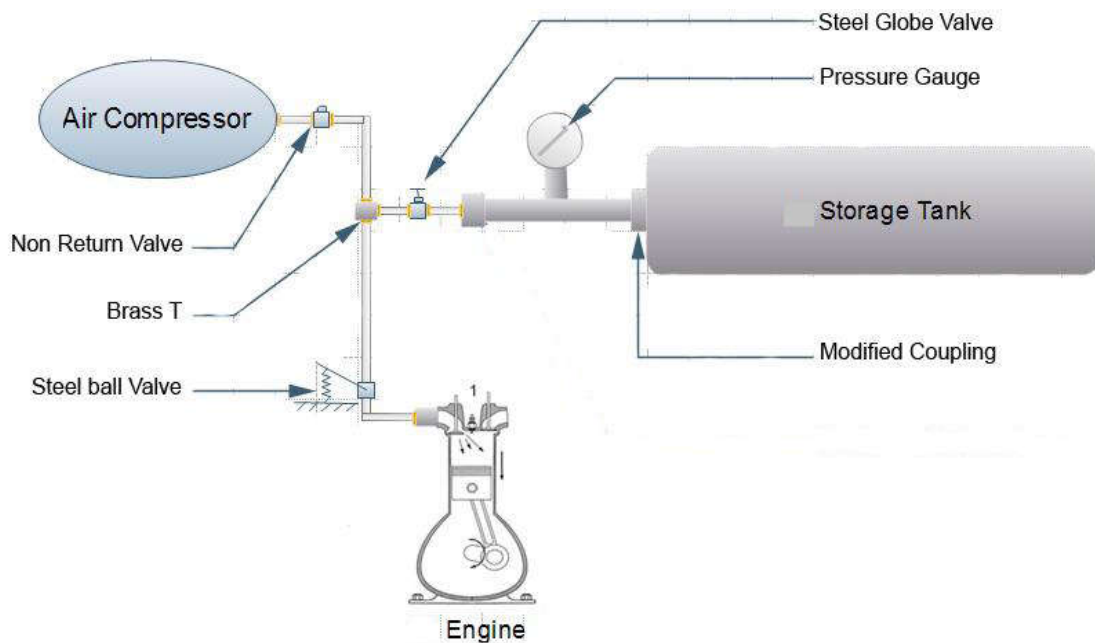 Steel Globe Valve
Pressure Gauge
Air Compressor
Storage Tank
Non Return Valve
Brass T
Modified Coupling
Steel ball Valve
1
Engine